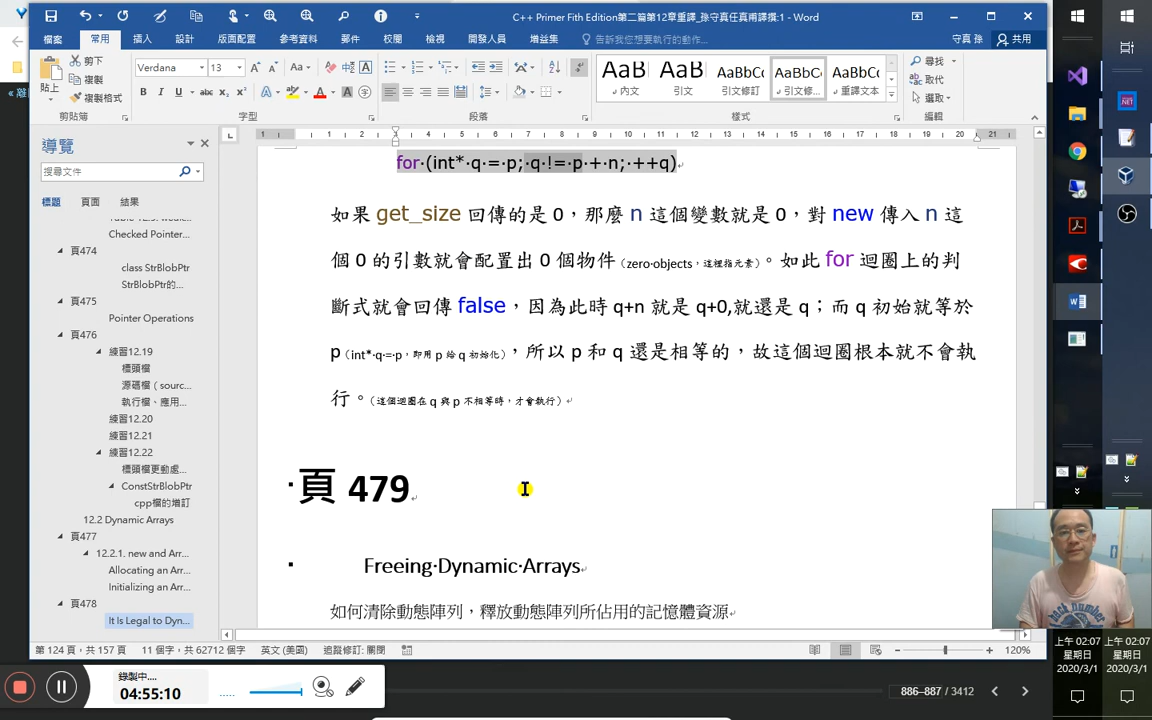 C++ Primer Fith Edition第二篇第12章重譯_孫守真任真甫譯撰:1 - Word
檔案 常用 插入 設計 版面配置 參考資料 郵件 校閱 檢視 開發人員 增益集 告訴我您想要執行的動作... 守真 孫 共用
貼上
剪下
複製
複製格式
剪貼簿
Verdana 13
字型
段落
AaBb AaBb AaBbCc AaBbCc AaBbCc
內文 引文 引文修訂 引文修... 重譯文本
樣式
尋找
取代
選取
編輯
導覽
搜尋文件
標題 頁面 結果
Checked Pointer...
頁474
class StrBlobPtr
StrBlobPtr的...
頁475
Pointer Operations
頁476
練習12.19
標頭檔
源碼檔（sourc...
執行檔、應用...
練習12.20
練習12.21
練習12.22
標頭檔更動處...
ConstStrBlobPtr
cpp檔的增訂
12.2 Dynamic Arrays
頁477
12.2.1. new and Arr...
Allocating an Arr...
Initializing an Arr...
頁478
It Is Legal to Dyn...
for·(int*·q·=·p;·q·!=·p·+·n;·++q)
如果 get_size 回傳的是 0，那麼 n 這個變數就是 0，對 new 傳入 n 這
個 0 的引數就會配置出 0 個物件（zero·objects，這裡指元素）。如此 for 迴圈上的判
斷式就會回傳 false，因為此時 q+n 就是 q+0,就還是 q；而 q 初始就等於
p（int*·q·=·p，即用 p 給 q 初始化），所以 p 和 q 還是相等的，故這個迴圈根本就不會執
行。（這個迴圈在 q 與 p 不相等時，才會執行）
頁 479
Freeing·Dynamic·Arrays
如何清除動態陣列，釋放動態陣列所佔用的記憶體資源
第 124 頁，共 157 頁 11 個字，共 62712 個字 英文 (美國) 追蹤修訂: 關閉 120%
錄製中....
04:55:10
886–887 / 3412
上午 02:07
星期日
2020/3/1
上午 02:07
星期日
2020/3/1